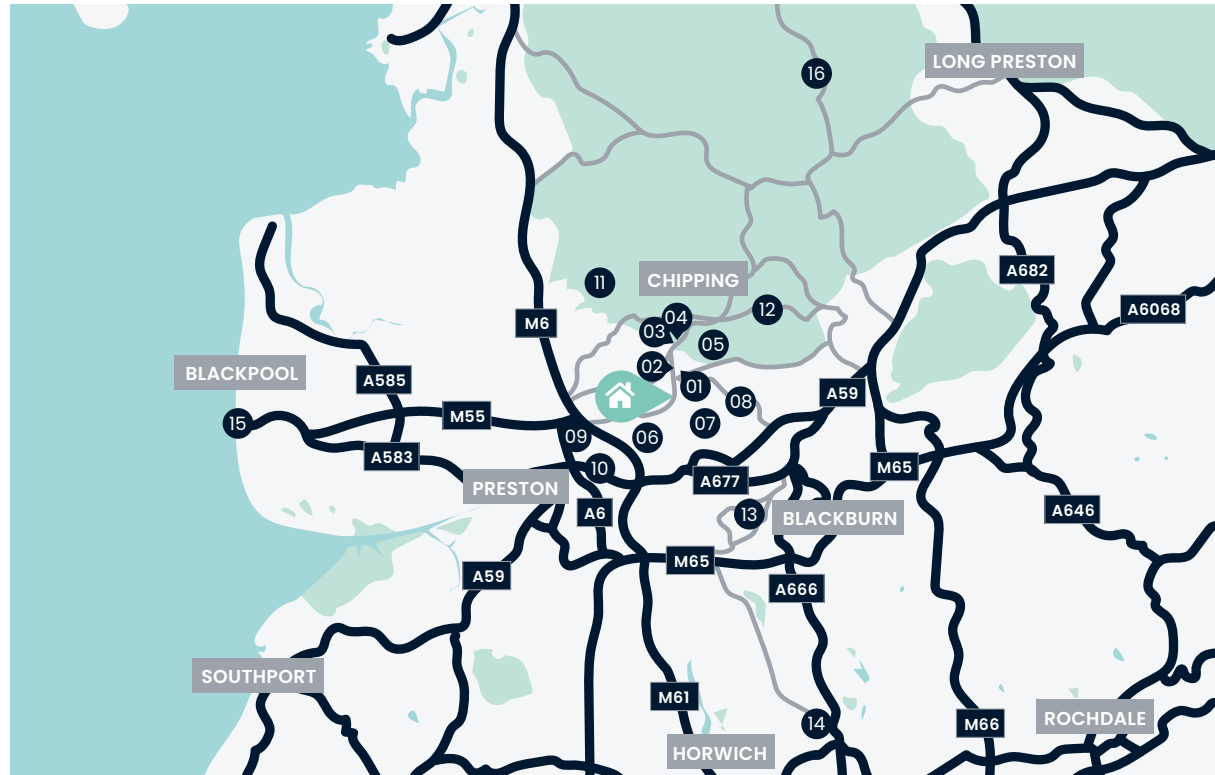 LONG PRESTON
16
A682
CHIPPING
11
A6068
12
04
M6
03
05
02
BLACKPOOL
A585
01
A59
08
M55
15
07
09
06
A583
10
M65
A677
PRESTON
A646
A6
13
BLACKBURN
M65
A59
A666
SOUTHPORT
M61
ROCHDALE
14
M66
HORWICH